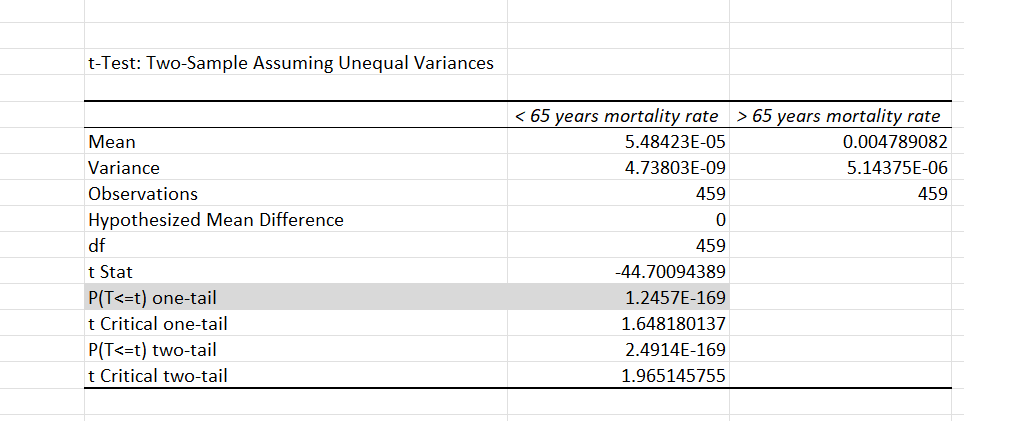 t-Test: Two-Sample Assuming Unequal Variances
< 65 years mortality rate > 65 years mortality rate
Mean 5.48423E-05 0.004789082
Variance 4.73803E-09 5.14375E-06
Observations 459 459
Hypothesized Mean Difference 0
df 459
t Stat -44.70094389
P(T<=t) one-tail 1.2457E-169
t Critical one-tail 1.648180137
P(T<=t) two-tail 2.4914E-169
t Critical two-tail 1.965145755